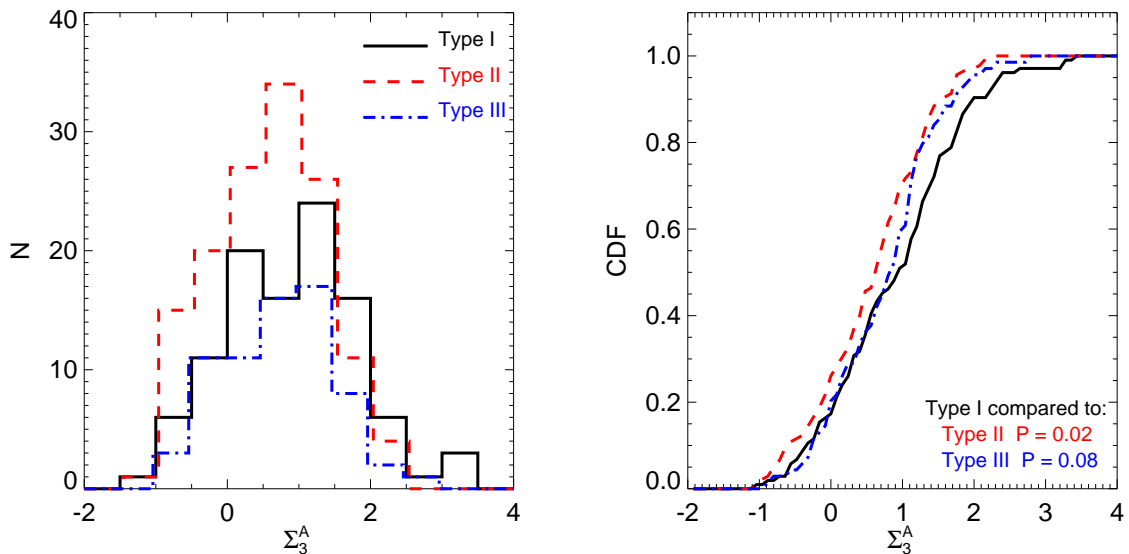 40
30
20
10
0
N
-2
0
2
4
Σ₃ᴬ
Type I
Type II
Type III
1.0
0.8
0.6
0.4
0.2
0.0
CDF
-2
-1
0
1
2
3
4
Σ₃ᴬ
Type I compared to:
Type II P = 0.02
Type III P = 0.08